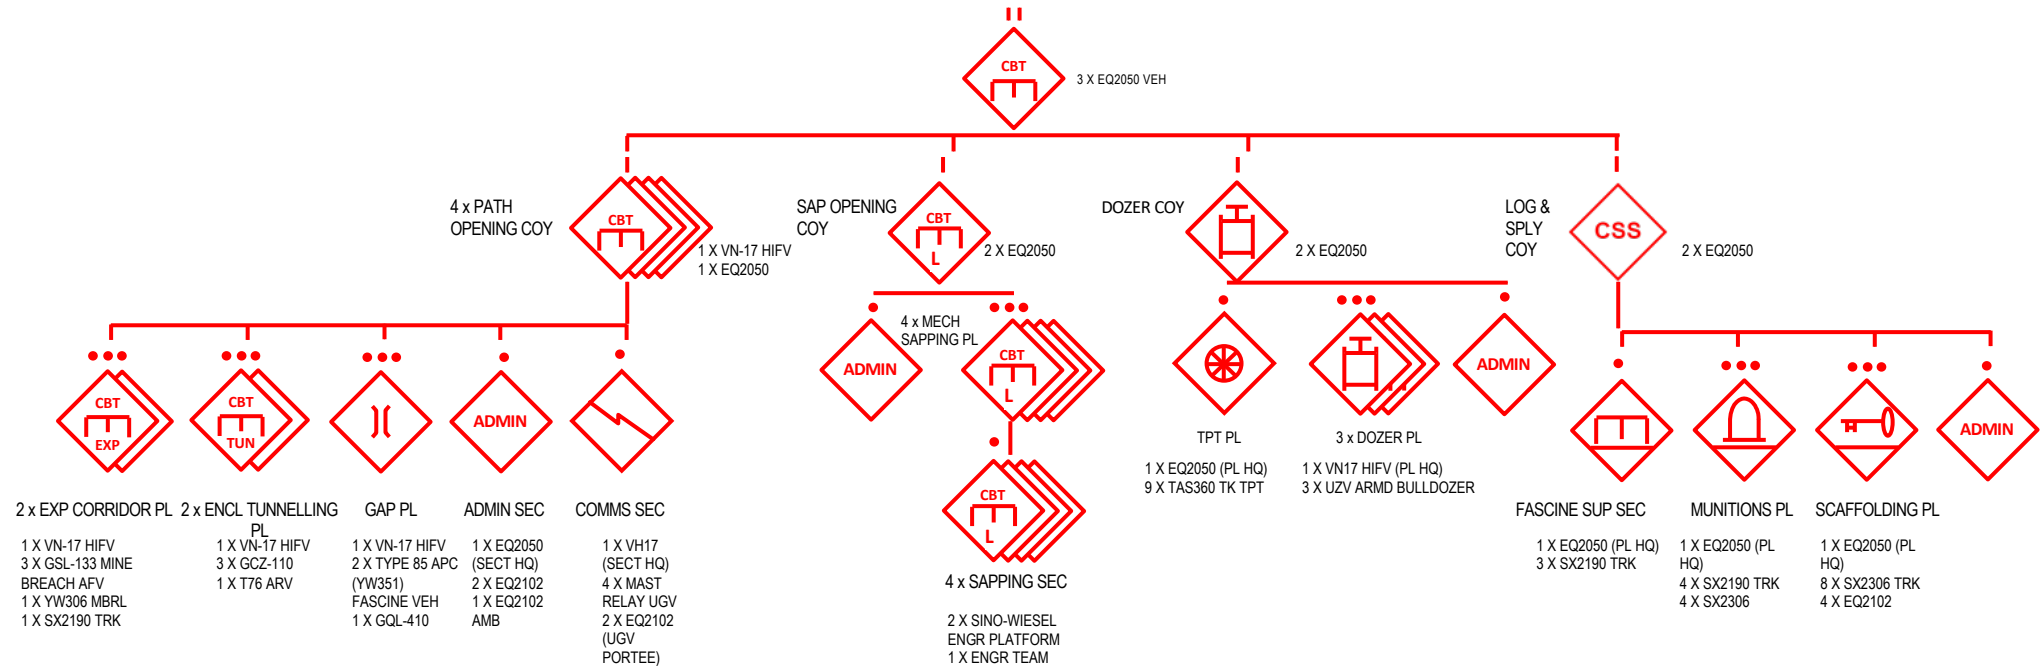 CBT
3 X EQ2050 VEH
4 x PATH
OPENING COY
CBT
1 X VN-17 HIFV
1 X EQ2050
SAP OPENING
COY
CBT
L
2 X EQ2050
DOZER COY
2 X EQ2050
LOG &
SPLY
COY
CSS
2 X EQ2050
CBT
EXP
2 x EXP CORRIDOR PL
1 X VN-17 HIFV
3 X GSL-133 MINE
BREACH AFV
1 X YW306 MBRL
1 X SX2190 TRK
CBT
TUN
2 x ENCL TUNNELLING
PL
1 X VN-17 HIFV
3 X GCZ-110
1 X T76 ARV
GAP PL
1 X VN-17 HIFV
2 X TYPE 85 APC
(YW351)
FASCINE VEH
1 X GQL-410
ADMIN
ADMIN SEC
1 X EQ2050
(SECT HQ)
2 X EQ2102
1 X EQ2102
AMB
COMMS SEC
1 X VH17
(SECT HQ)
4 X MAST
RELAY UGV
2 X EQ2102
(UGV
PORTEE)
ADMIN
4 x MECH
SAPPING PL
CBT
L
CBT
L
4 x SAPPING SEC
2 X SINO-WIESEL
ENGR PLATFORM
1 X ENGR TEAM
TPT PL
1 X EQ2050 (PL HQ)
9 X TAS360 TK TPT
3 x DOZER PL
1 X VN17 HIFV (PL HQ)
3 X UZV ARMD BULLDOZER
ADMIN
FASCINE SUP SEC
1 X EQ2050 (PL HQ)
3 X SX2190 TRK
MUNITIONS PL
1 X EQ2050 (PL
HQ)
4 X SX2190 TRK
4 X SX2306
SCAFFOLDING PL
1 X EQ2050 (PL
HQ)
8 X SX2306 TRK
4 X EQ2102
ADMIN